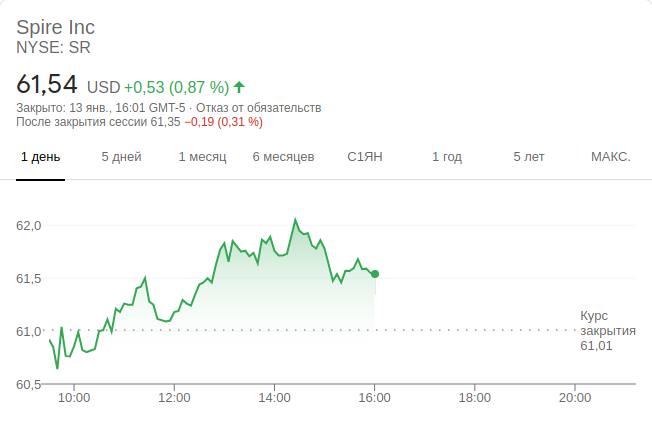 Spire Inc
NYSE: SR
61,54 USD +0,53 (0,87 %)
Закрыто: 13 янв., 16:01 GMT-5 · Отказ от обязательств
После закрытия сессии 61,35 −0,19 (0,31 %)
1 день 5 дней 1 месяц 6 месяцев С1ЯН 1 год 5 лет МАКС.
62,0
61,5
61,0
60,5
Курс
закрытия
61,01
10:00 12:00 14:00 16:00 18:00 20:00